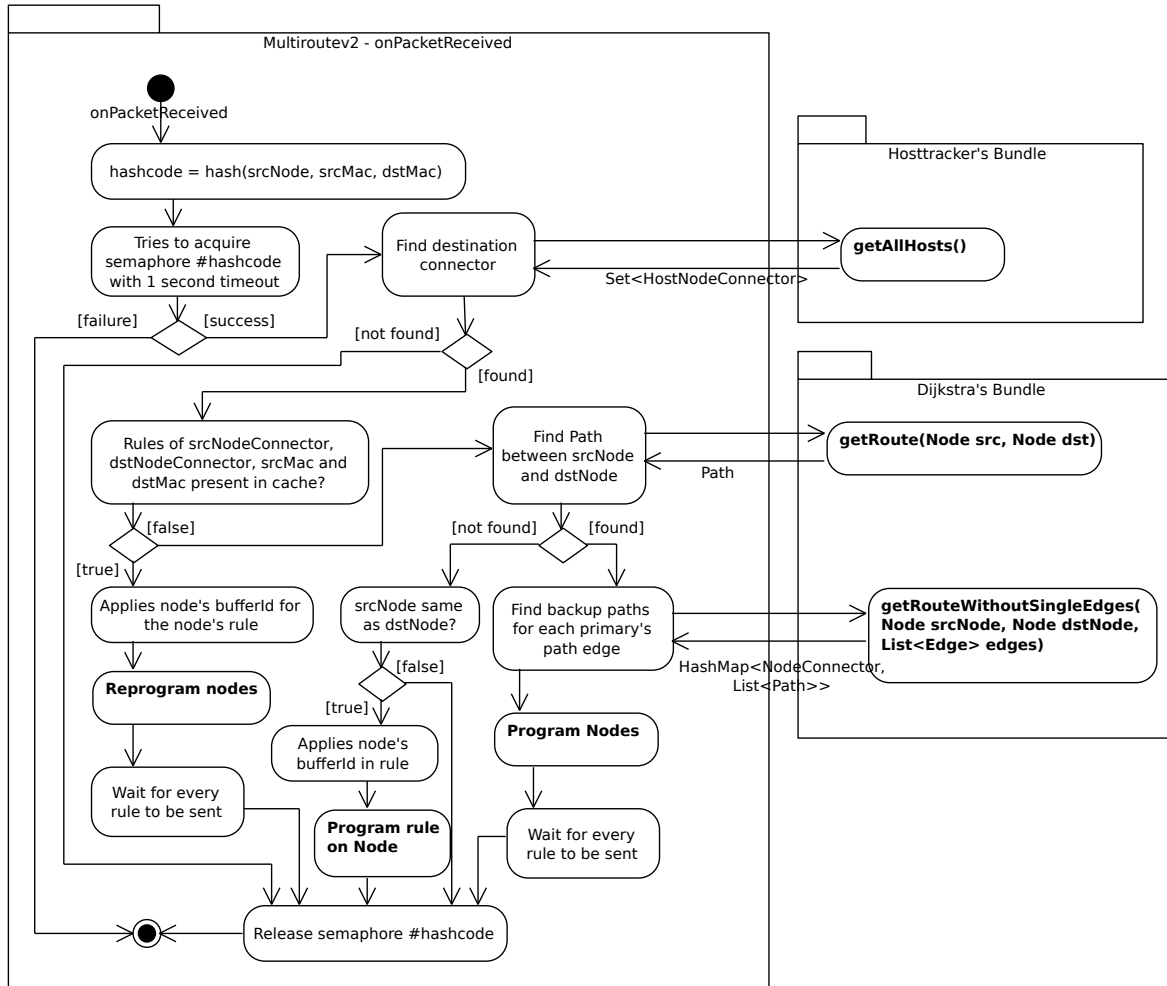 Multiroutev2 - onPacketReceived
onPacketReceived
hashcode = hash(srcNode, srcMac, dstMac)
Tries to acquire
semaphore #hashcode
with 1 second timeout
[failure]
[success]
Find destination
connector
Hosttracker's Bundle
getAllHosts()
Set<HostNodeConnector>
[not found]
[found]
Rules of srcNodeConnector,
dstNodeConnector, srcMac and
dstMac present in cache?
[false]
[true]
Find Path
between srcNode
and dstNode
Dijkstra's Bundle
getRoute(Node src, Node dst)
Path
[not found]
[found]
Applies node's bufferId for
the node's rule
Reprogram nodes
Wait for every
rule to be sent
srcNode same
as dstNode?
[false]
[true]
Applies node's
bufferId in rule
Program rule
on Node
Find backup paths
for each primary's
path edge
getRouteWithoutSingleEdges(
Node srcNode, Node dstNode,
List<Edge> edges)
HashMap<NodeConnector,
List<Path>>
Program Nodes
Wait for every
rule to be sent
Release semaphore #hashcode